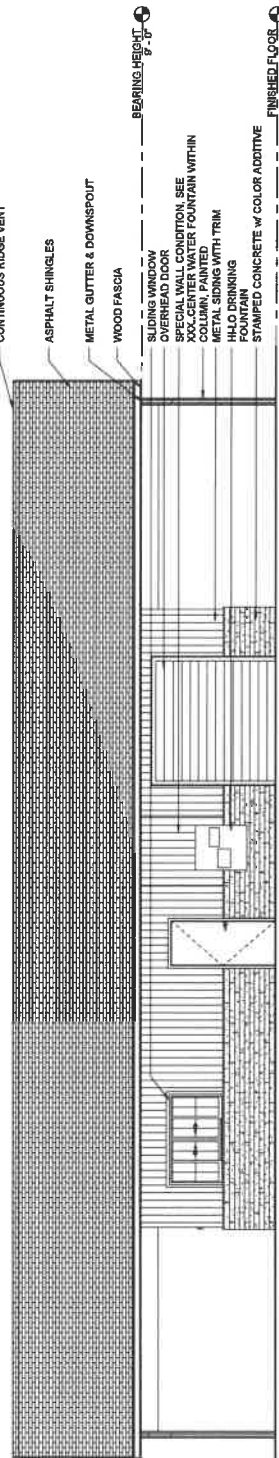 CONTINUOUS RIDGE VENT
ASPHALT SHINGLES
METAL GUTTER & DOWNSPOUT
WOOD FASCIA
BEARING HEIGHT
9' - 0"
SLIDING WINDOW
OVERHEAD DOOR
SPECIAL WALL CONDITION, SEE
XXX.CENTER WATER FOUNTAIN WITHIN
COLUMN, PAINTED
METAL SIDING WITH TRIM
HI-LO DRINKING
FOUNTAIN
STAMPED CONCRETE w/ COLOR ADDITIVE
FINISHED FLOOR